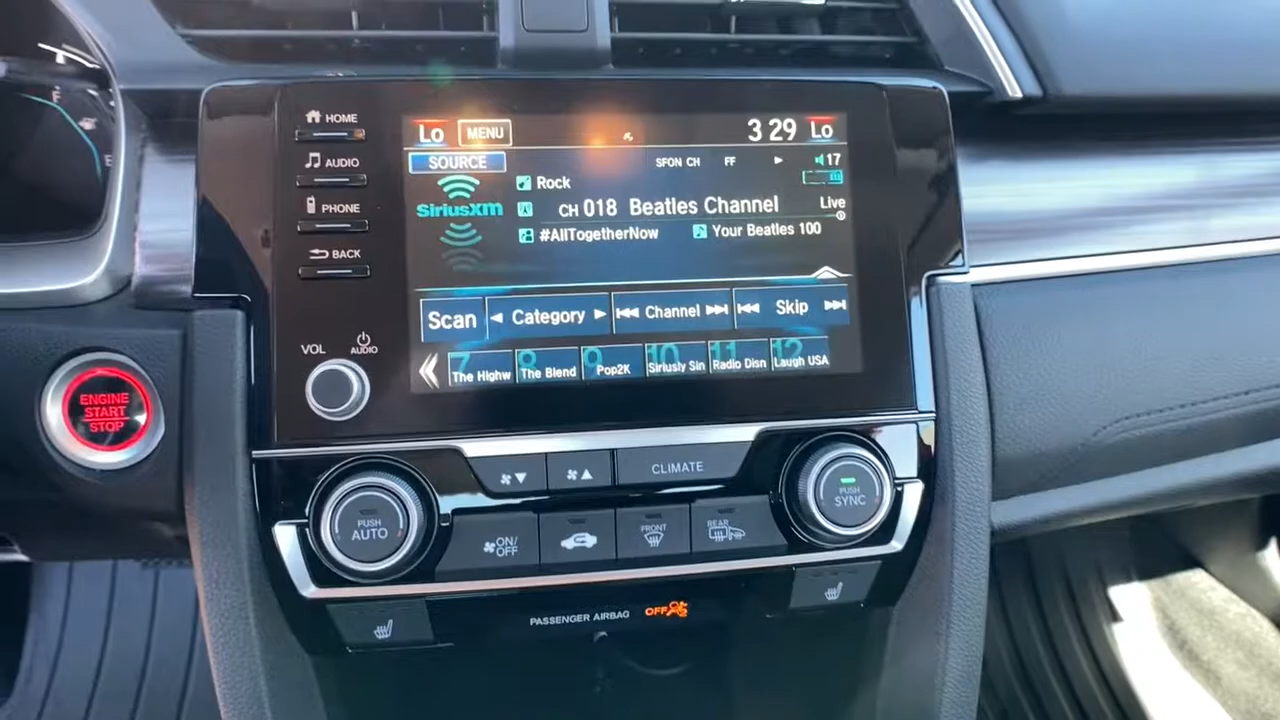 F
E
HOME
AUDIO
PHONE
BACK
VOL
AUDIO
Lo MENU 3 29 Lo
SOURCE SFON CH FF 17
Rock
SiriusXM
CH 018 Beatles Channel Live
#AllTogetherNow Your Beatles 100
Scan Category Channel Skip
7 8 9 10 11 12
The Highw The Blend Pop2K Siriusly Sin Radio Disn Laugh USA
ENGINE
START
STOP
CLIMATE
PUSH
AUTO
PUSH
SYNC
ON/
OFF
FRONT
REAR
PASSENGER AIRBAG OFF